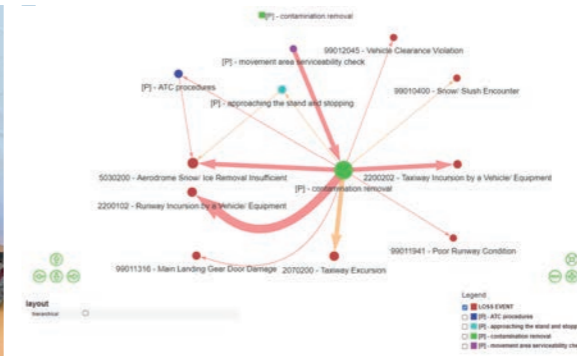 [P] - contamination removal
99012045 - Vehicle Clearance Violation
[P] - movement area serviceability check
[P] - ATC procedures
99010400 - Snow/ Slush Encounter
[P] - approaching the stand and stopping
5030200 - Aerodrome Snow/ Ice Removal Insufficient
2200202 - Taxiway Incursion by a Vehicle/ Equipment
[P] - contamination removal
2200102 - Runway Incursion by a Vehicle/ Equipment
99011941 - Poor Runway Condition
99011316 - Main Landing Gear Door Damage
2070200 - Taxiway Excursion
layout
hierarchical
Legend
LOSS EVENT
[P] - ATC procedures
[P] - approaching the stand and stopp
[P] - contamination removal
[P] - movement area serviceability che